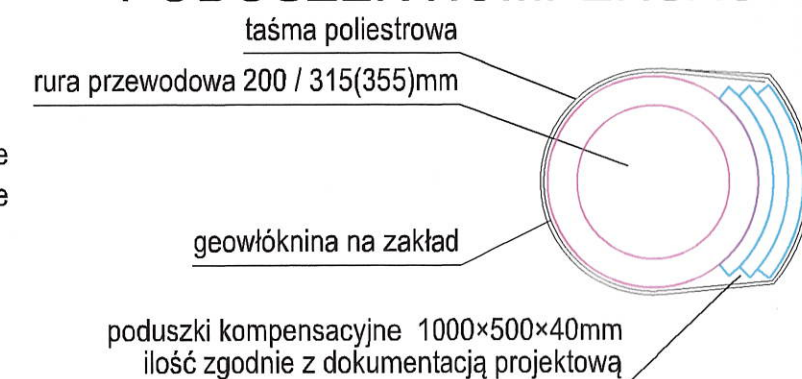 taśma poliestrowa
rura przewodowa 200 / 315(355)mm
e
e
geowłóknina na zakład
poduszki kompensacyjne 1000×500×40mm
ilość zgodnie z dokumentacją projektową